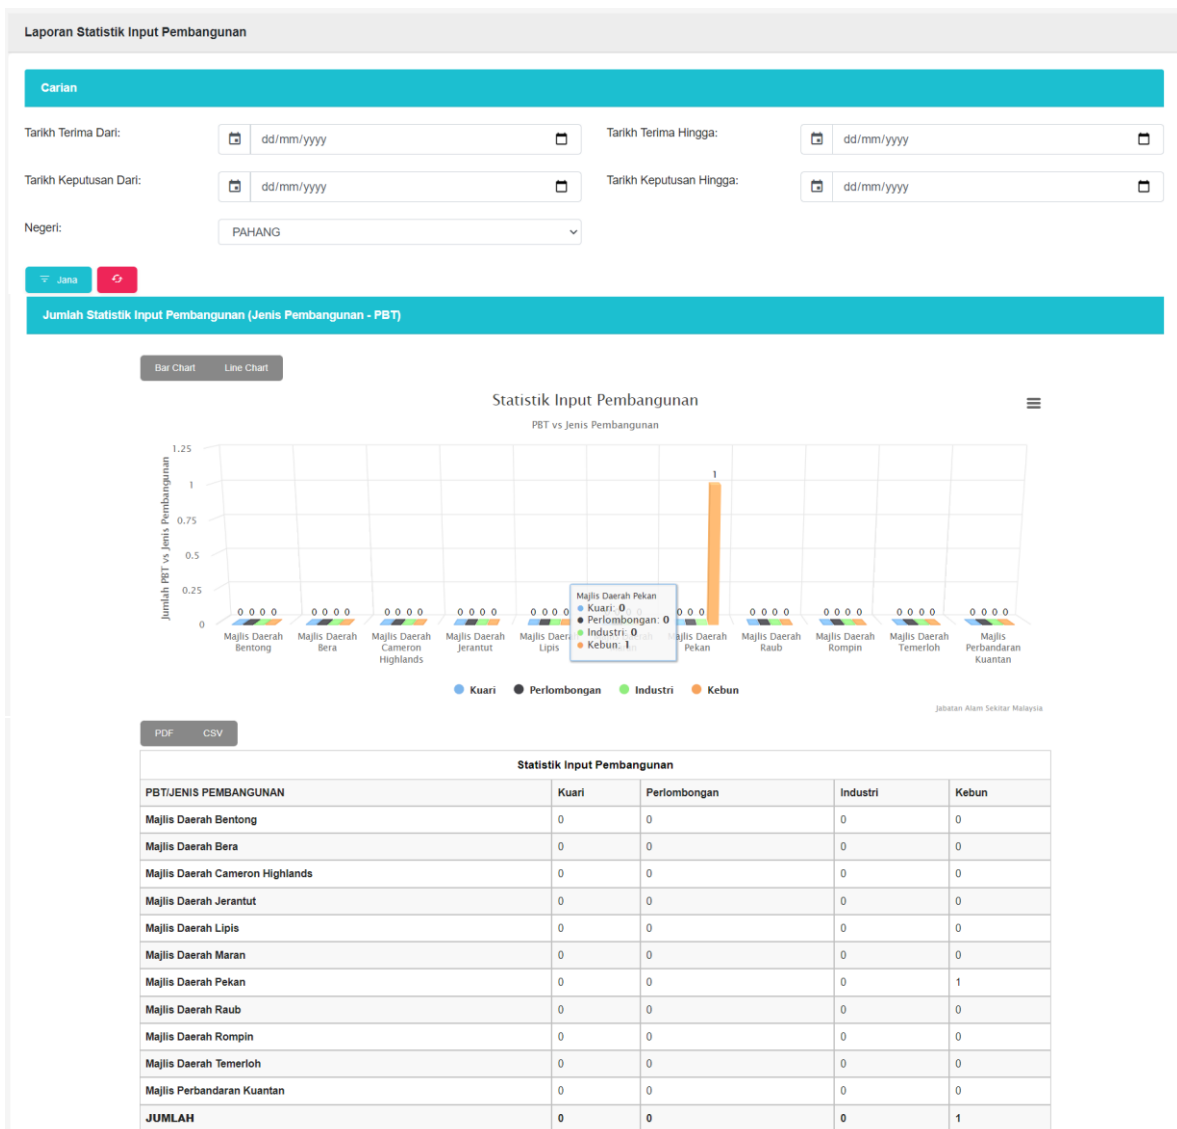 Laporan Statistik Input Pembangunan
Carian
Tarikh Terima Dari: dd/mm/yyyy Tarikh Terima Hingga: dd/mm/yyyy
Tarikh Keputusan Dari: dd/mm/yyyy Tarikh Keputusan Hingga: dd/mm/yyyy
Negeri: PAHANG
Jana
Jumlah Statistik Input Pembangunan (Jenis Pembangunan - PBT)
Bar Chart Line Chart
Statistik Input Pembangunan
PBT vs Jenis Pembangunan
Jumlah PBT vs Jenis Pembangunan
1.25
1
0.75
0.5
0.25
0
1
0 0 0 0 0 0 0 0 0 0 0 0 0 0 0 0 0 0 0 0 0 0 0 0 0 0 0 0 0 0 0 0 0 0 0 0 0 0 0
Majlis Daerah Pekan
Kuari: 0
Perlombongan: 0
Industri: 0
Kebun: 1
Majlis Daerah Bentong
Majlis Daerah Bera
Majlis Daerah Cameron Highlands
Majlis Daerah Jerantut
Majlis Daerah Lipis
Majlis Daerah Pekan
Majlis Daerah Raub
Majlis Daerah Rompin
Majlis Daerah Temerloh
Majlis Perbandaran Kuantan
Kuari Perlombongan Industri Kebun
Jabatan Alam Sekitar Malaysia
PDF CSV
Statistik Input Pembangunan
PBT/JENIS PEMBANGUNAN Kuari Perlombongan Industri Kebun
Majlis Daerah Bentong 0 0 0 0
Majlis Daerah Bera 0 0 0 0
Majlis Daerah Cameron Highlands 0 0 0 0
Majlis Daerah Jerantut 0 0 0 0
Majlis Daerah Lipis 0 0 0 0
Majlis Daerah Maran 0 0 0 0
Majlis Daerah Pekan 0 0 0 1
Majlis Daerah Raub 0 0 0 0
Majlis Daerah Rompin 0 0 0 0
Majlis Daerah Temerloh 0 0 0 0
Majlis Perbandaran Kuantan 0 0 0 0
JUMLAH 0 0 0 1